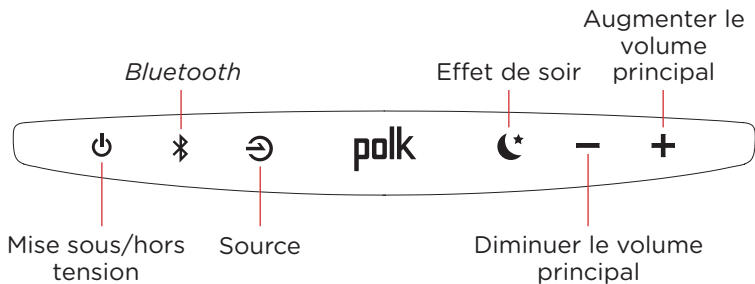 Augmenter le
volume
principal
Bluetooth
Effet de soir
polk
Mise sous/hors
tension
Source
Diminuer le volume
principal